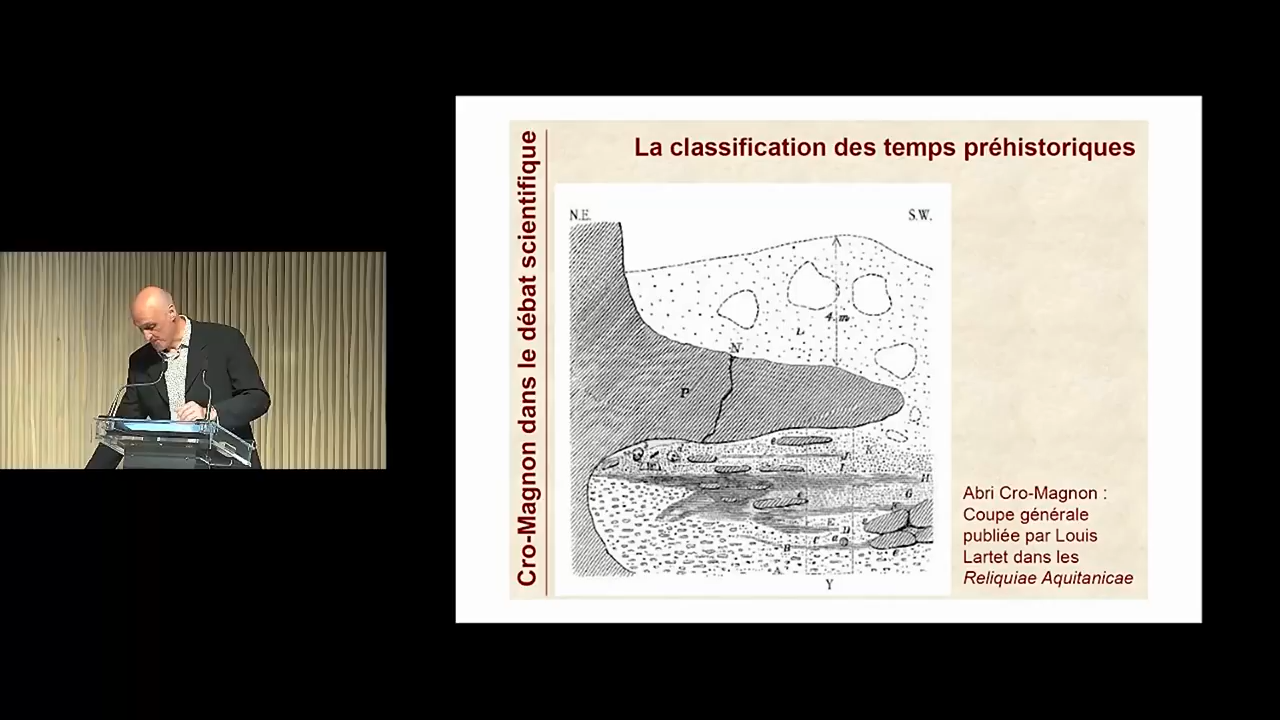 La classification des temps préhistoriques
Cro-Magnon dans le débat scientifique
N.E.
S.W.
4. m
L
N
P
H
G
E
D
B
A
Y
Abri Cro-Magnon :
Coupe générale
publiée par Louis
Lartet dans les
Reliquiae Aquitanicae